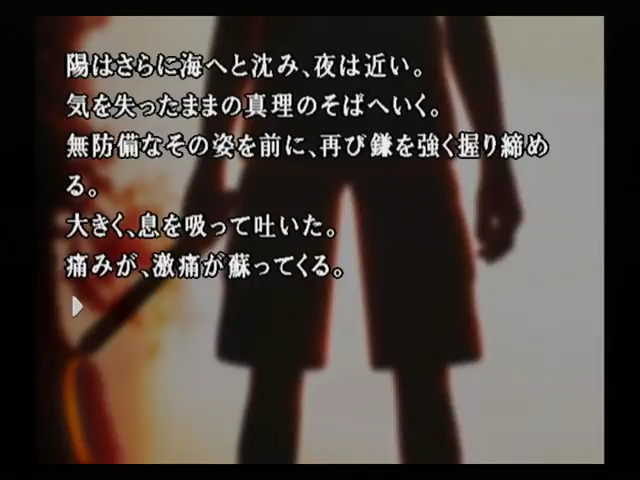 陽はさらに海へと沈み、夜は近い。
気を失ったままの真理のそばへいく。
無防備なその姿を前に、再び鎌を強く握り締め
る。
大きく、息を吸って吐いた。
痛みが、激痛が蘇ってくる。